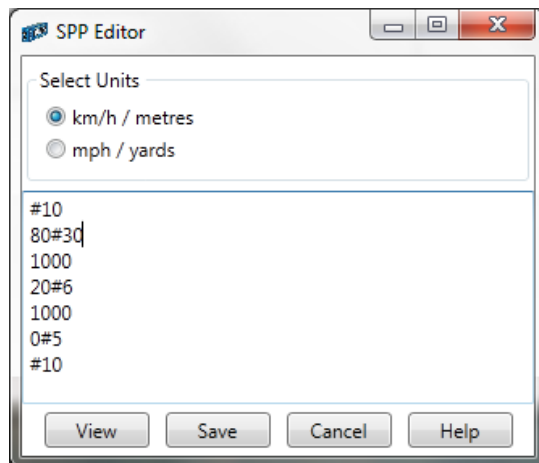 SPP Editor
Select Units
km/h / metres
mph / yards
#10
80#30
1000
20#6
1000
0#5
#10
View Save Cancel Help